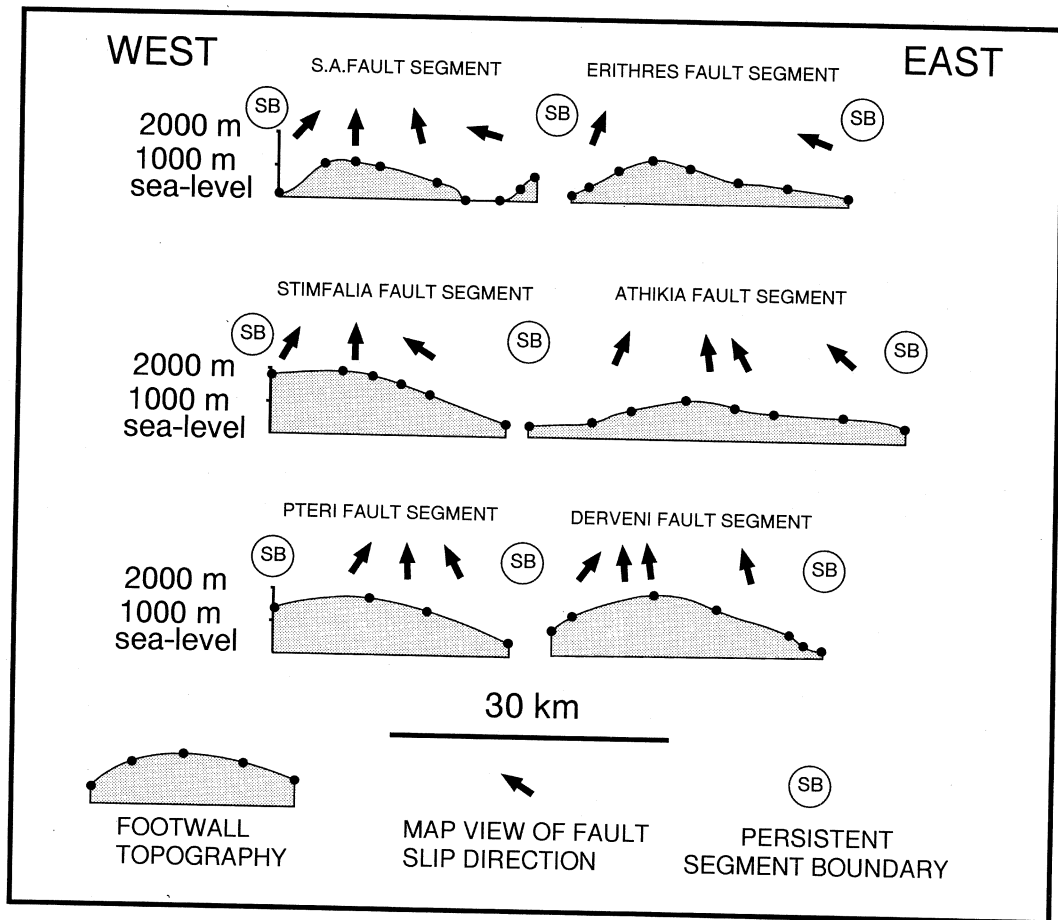 WEST
EAST
S.A.FAULT SEGMENT
ERITHRES FAULT SEGMENT
SB
SB
SB
2000 m
1000 m
sea-level
STIMFALIA FAULT SEGMENT
ATHIKIA FAULT SEGMENT
SB
SB
SB
2000 m
1000 m
sea-level
PTERI FAULT SEGMENT
DERVENI FAULT SEGMENT
SB
SB
SB
2000 m
1000 m
sea-level
30 km
SB
FOOTWALL
TOPOGRAPHY
MAP VIEW OF FAULT
SLIP DIRECTION
PERSISTENT
SEGMENT BOUNDARY